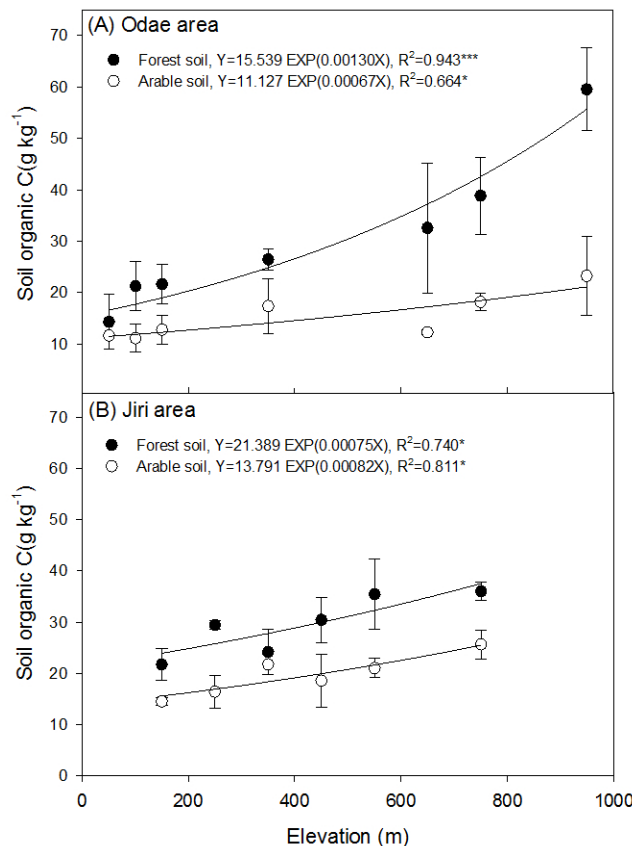 (A) Odae area
Forest soil, Y=15.539 EXP(0.00130X), R²=0.943***
Arable soil, Y=11.127 EXP(0.00067X), R²=0.664*
70
60
50
40
30
20
10
Soil organic C(g kg⁻¹)
(B) Jiri area
Forest soil, Y=21.389 EXP(0.00075X), R²=0.740*
Arable soil, Y=13.791 EXP(0.00082X), R²=0.811*
70
60
50
40
30
20
10
0
Soil organic C(g kg⁻¹)
0 200 400 600 800 1000
Elevation (m)